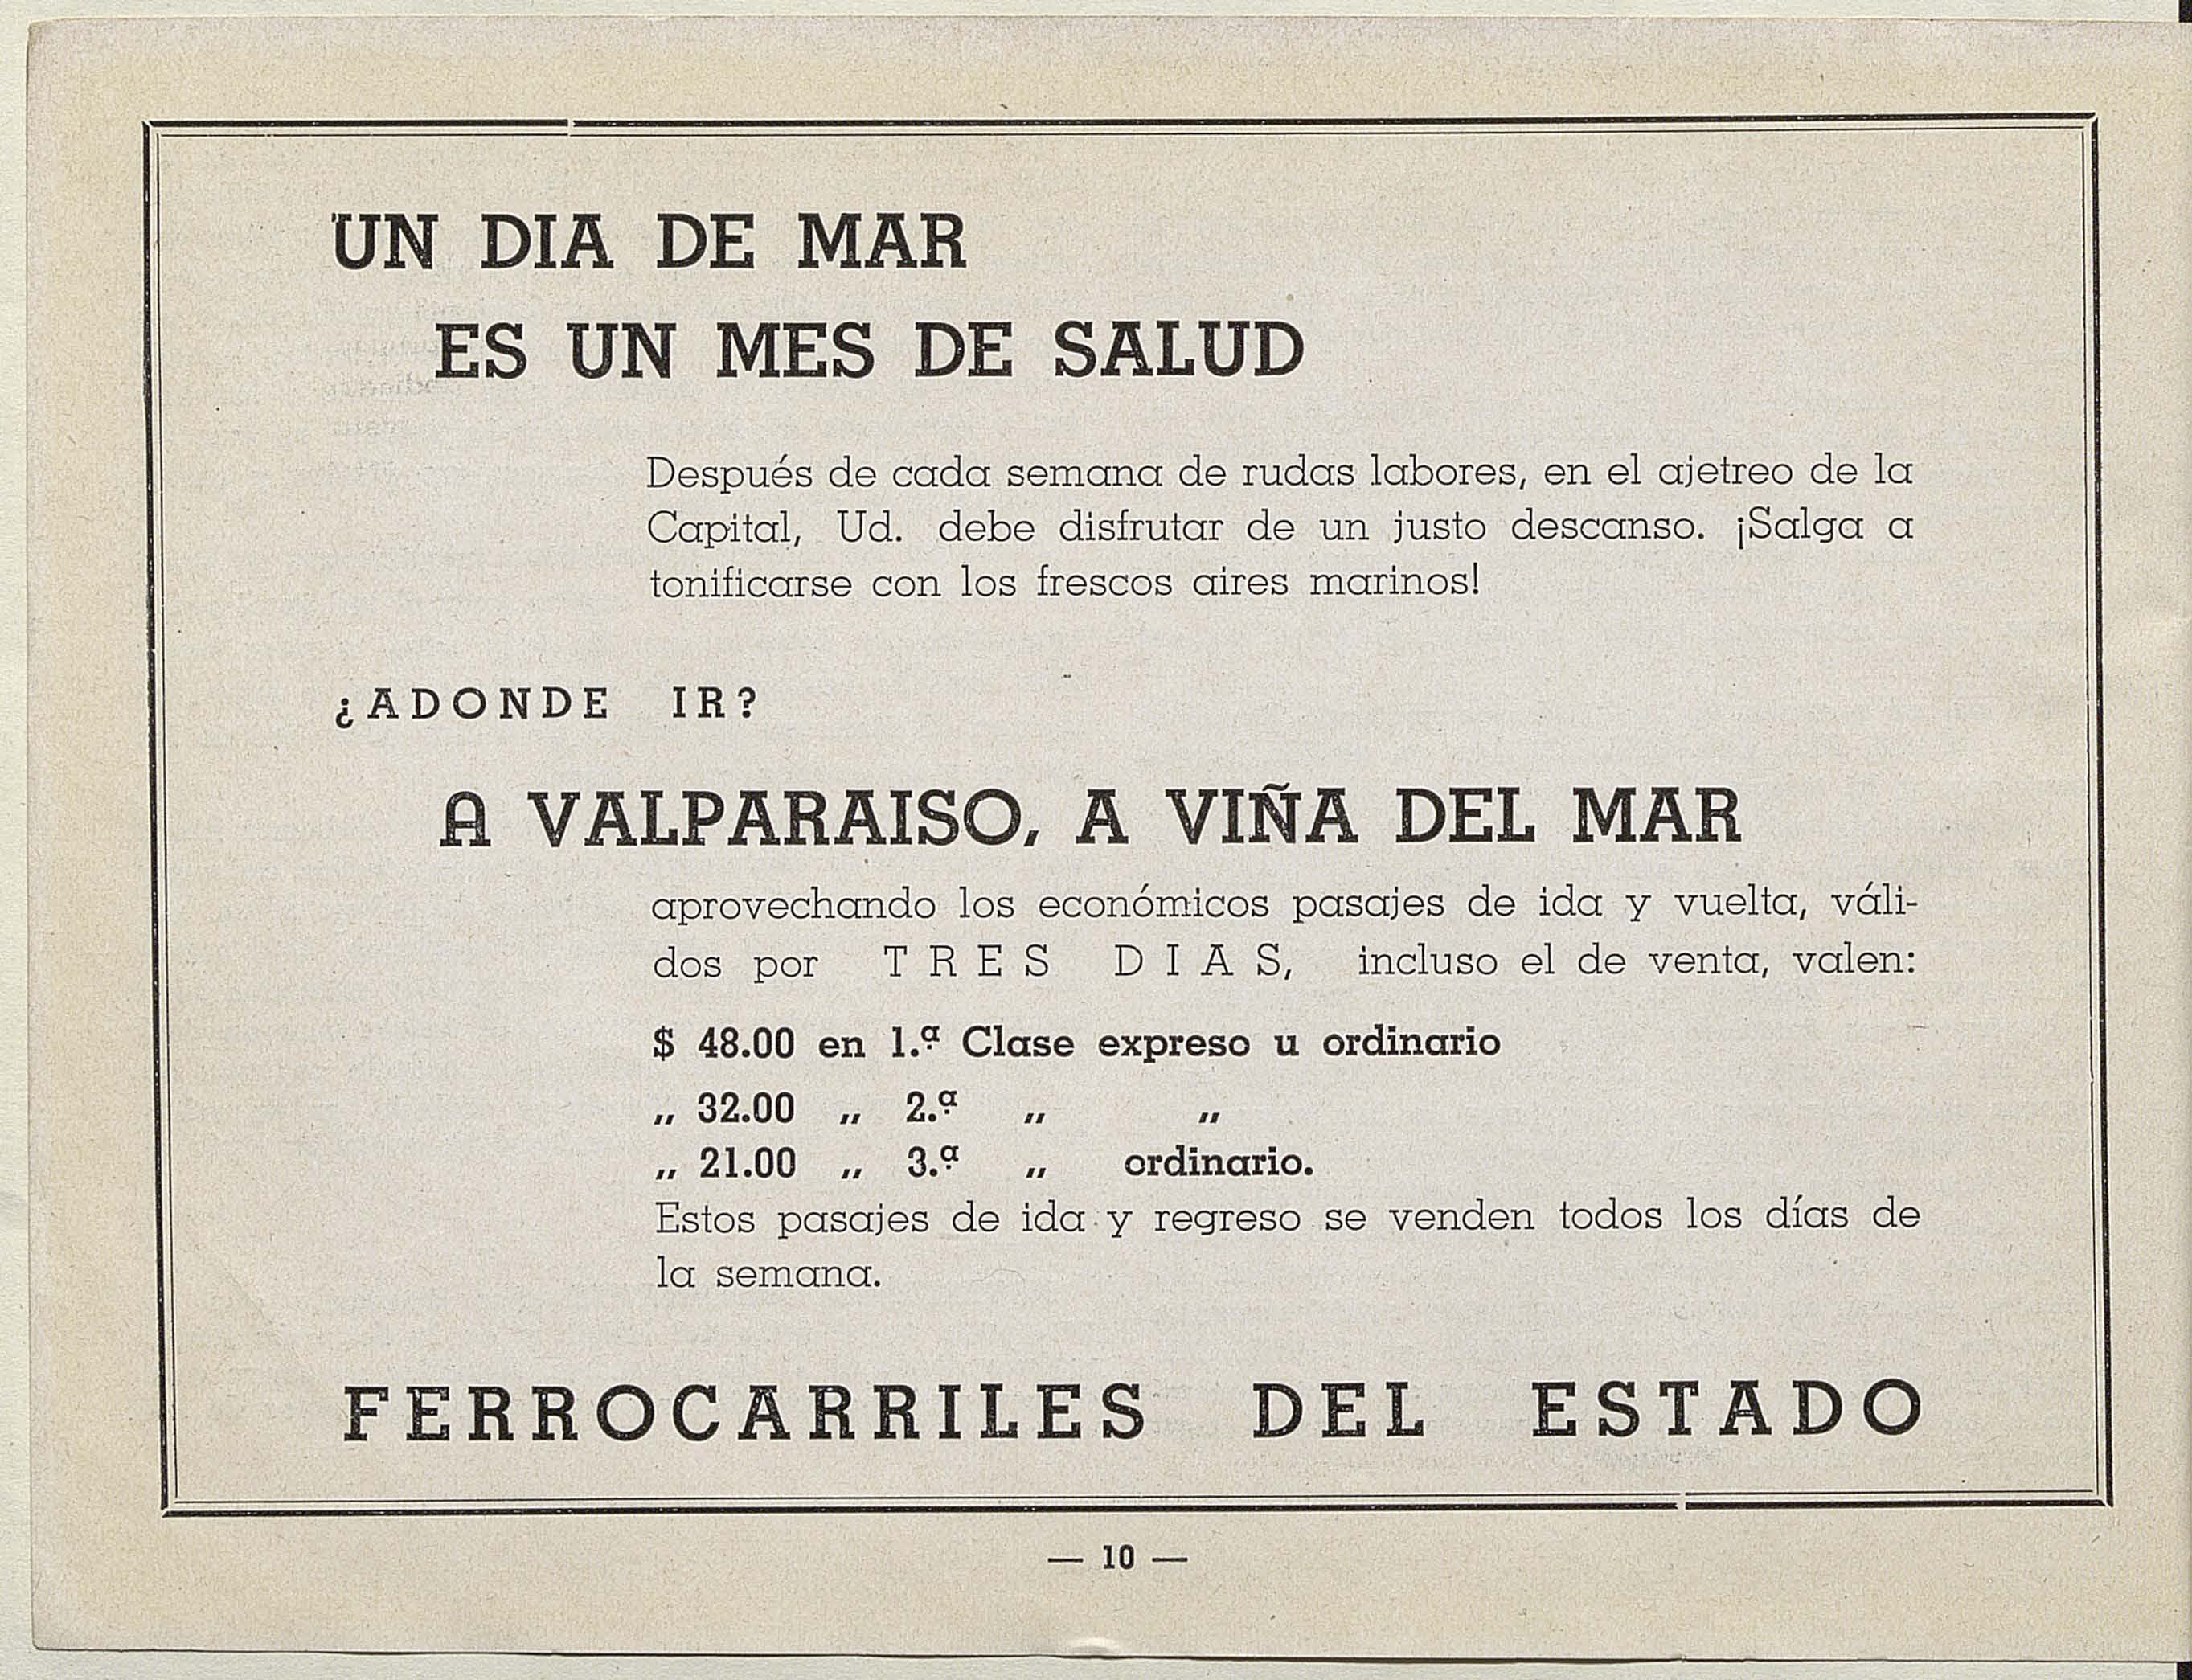 UN DIA DE MAR
ES UN MES DE SALUD
Después de cada semana de rudas labores, en el ajetreo de la
Capital, Ud. debe disfrutar de un justo descanso. ¡Salga a
tonificarse con los frescos aires marinos!
¿ADONDE IR?
A VALPARAISO, A VIÑA DEL MAR
aprovechando los económicos pasajes de ida y vuelta, váli-
dos por TRES DIAS, incluso el de venta, valen:
$ 48.00 en 1.ª Clase expreso u ordinario
„ 32.00 „ 2.ª „ „
„ 21.00 „ 3.ª „ ordinario.
Estos pasajes de ida y regreso se venden todos los días de
la semana.
FERROCARRILES DEL ESTADO
— 10 —